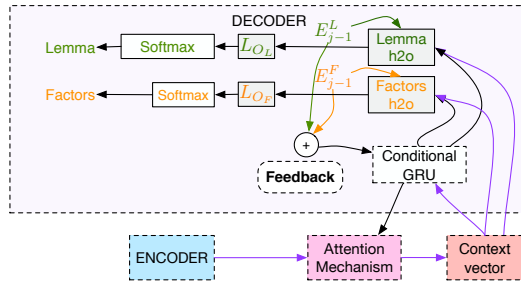 DECODER
Lemma
Softmax
L_{O_L}
E^L_{j-1}
Lemma
h2o
Factors
Softmax
L_{O_F}
E^F_{j-1}
Factors
h2o
+
Feedback
Conditional
GRU
ENCODER
Attention
Mechanism
Context
vector